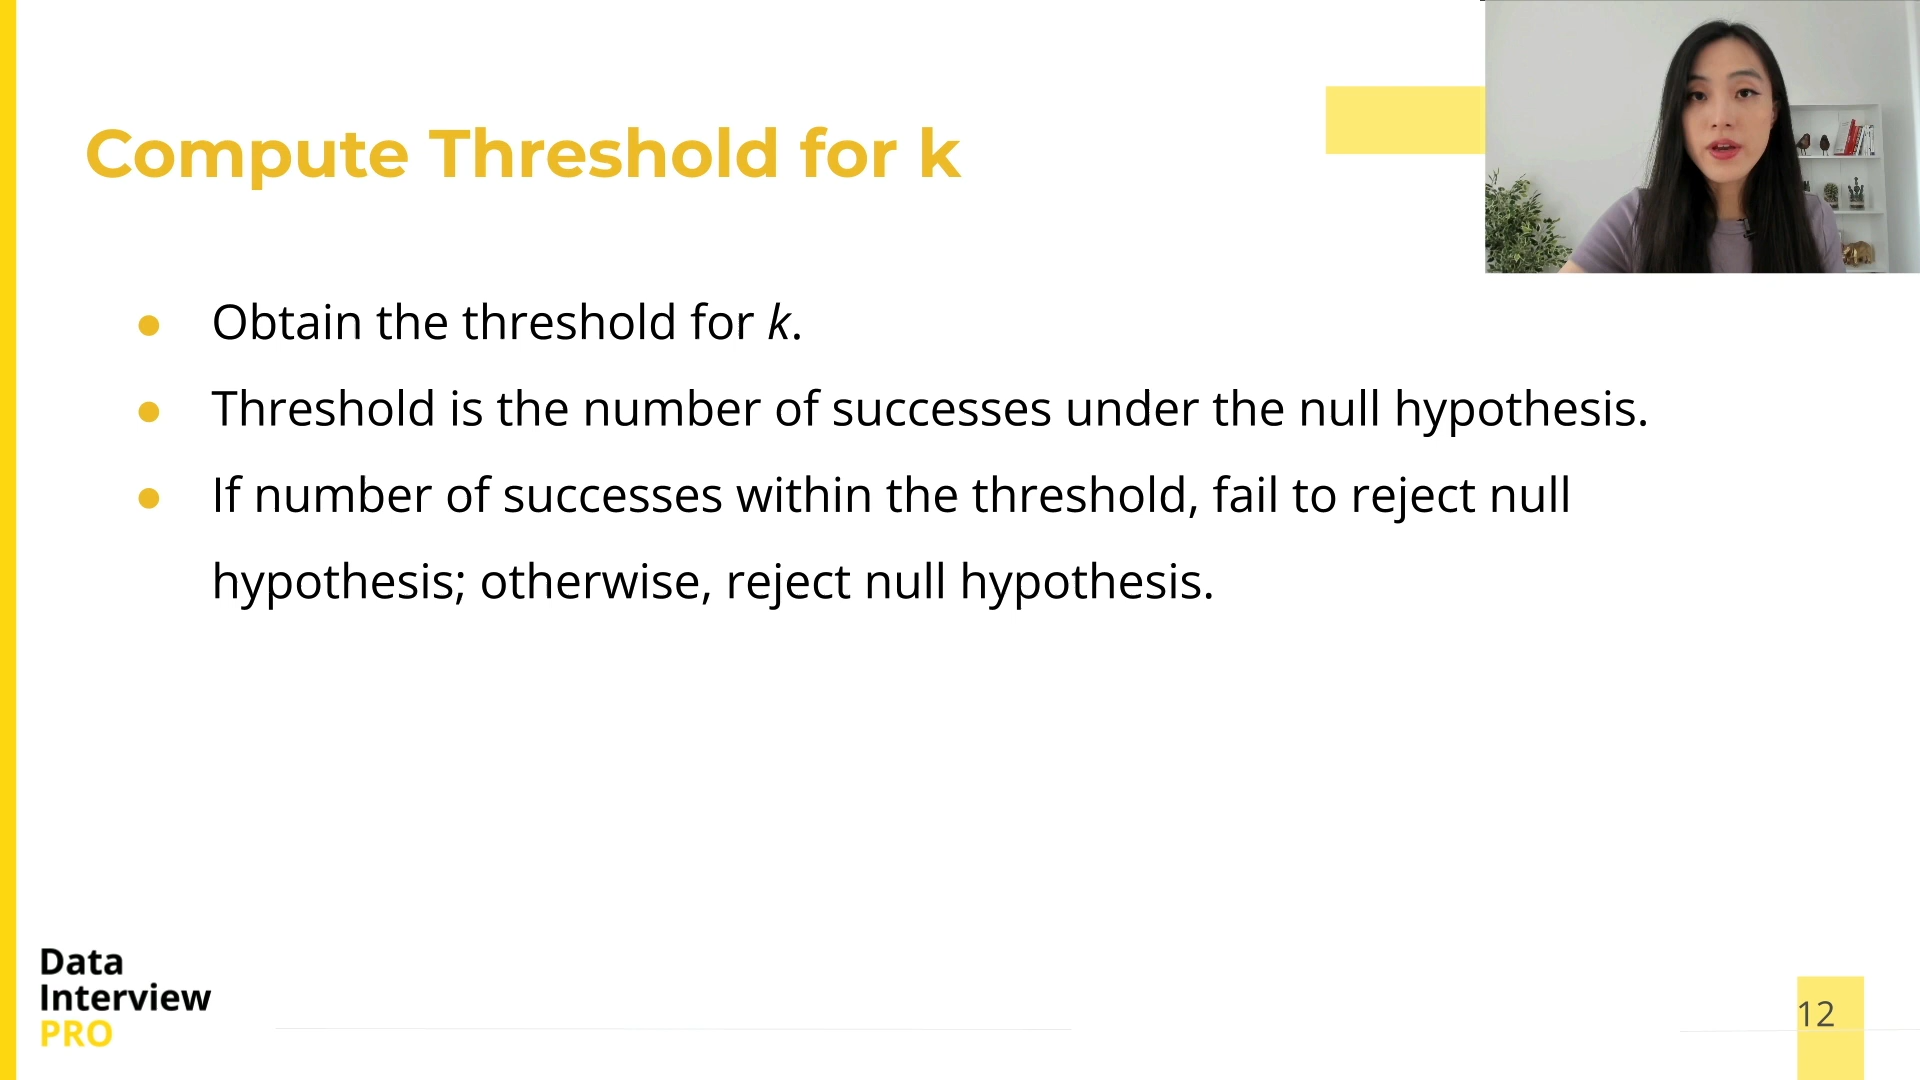 Compute Threshold for k
● Obtain the threshold for k.
● Threshold is the number of successes under the null hypothesis.
● If number of successes within the threshold, fail to reject null
hypothesis; otherwise, reject null hypothesis.
Data
Interview
PRO
12